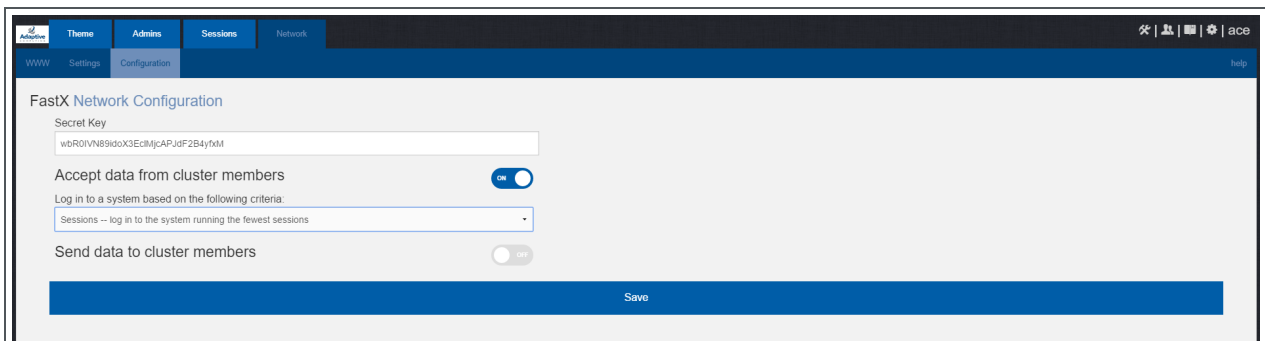 Adaptive
Theme Admins Sessions Network
| | | | ace
WWW Settings Configuration
help
FastX Network Configuration
Secret Key
wbR0IVN89idoX3EclMjcAPJdF2B4yfxM
Accept data from cluster members
ON
Log in to a system based on the following criteria:
Sessions -- log in to the system running the fewest sessions
Send data to cluster members
OFF
Save